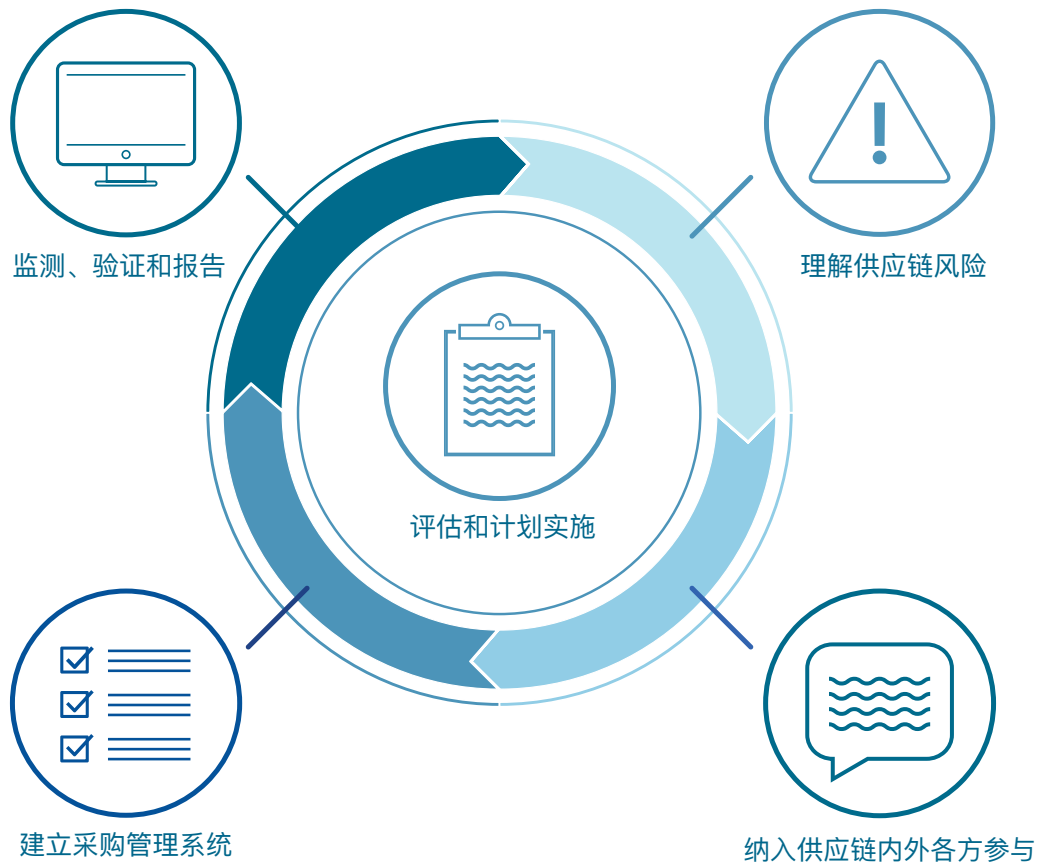 监测、验证和报告
理解供应链风险
评估和计划实施
建立采购管理系统
纳入供应链内外各方参与